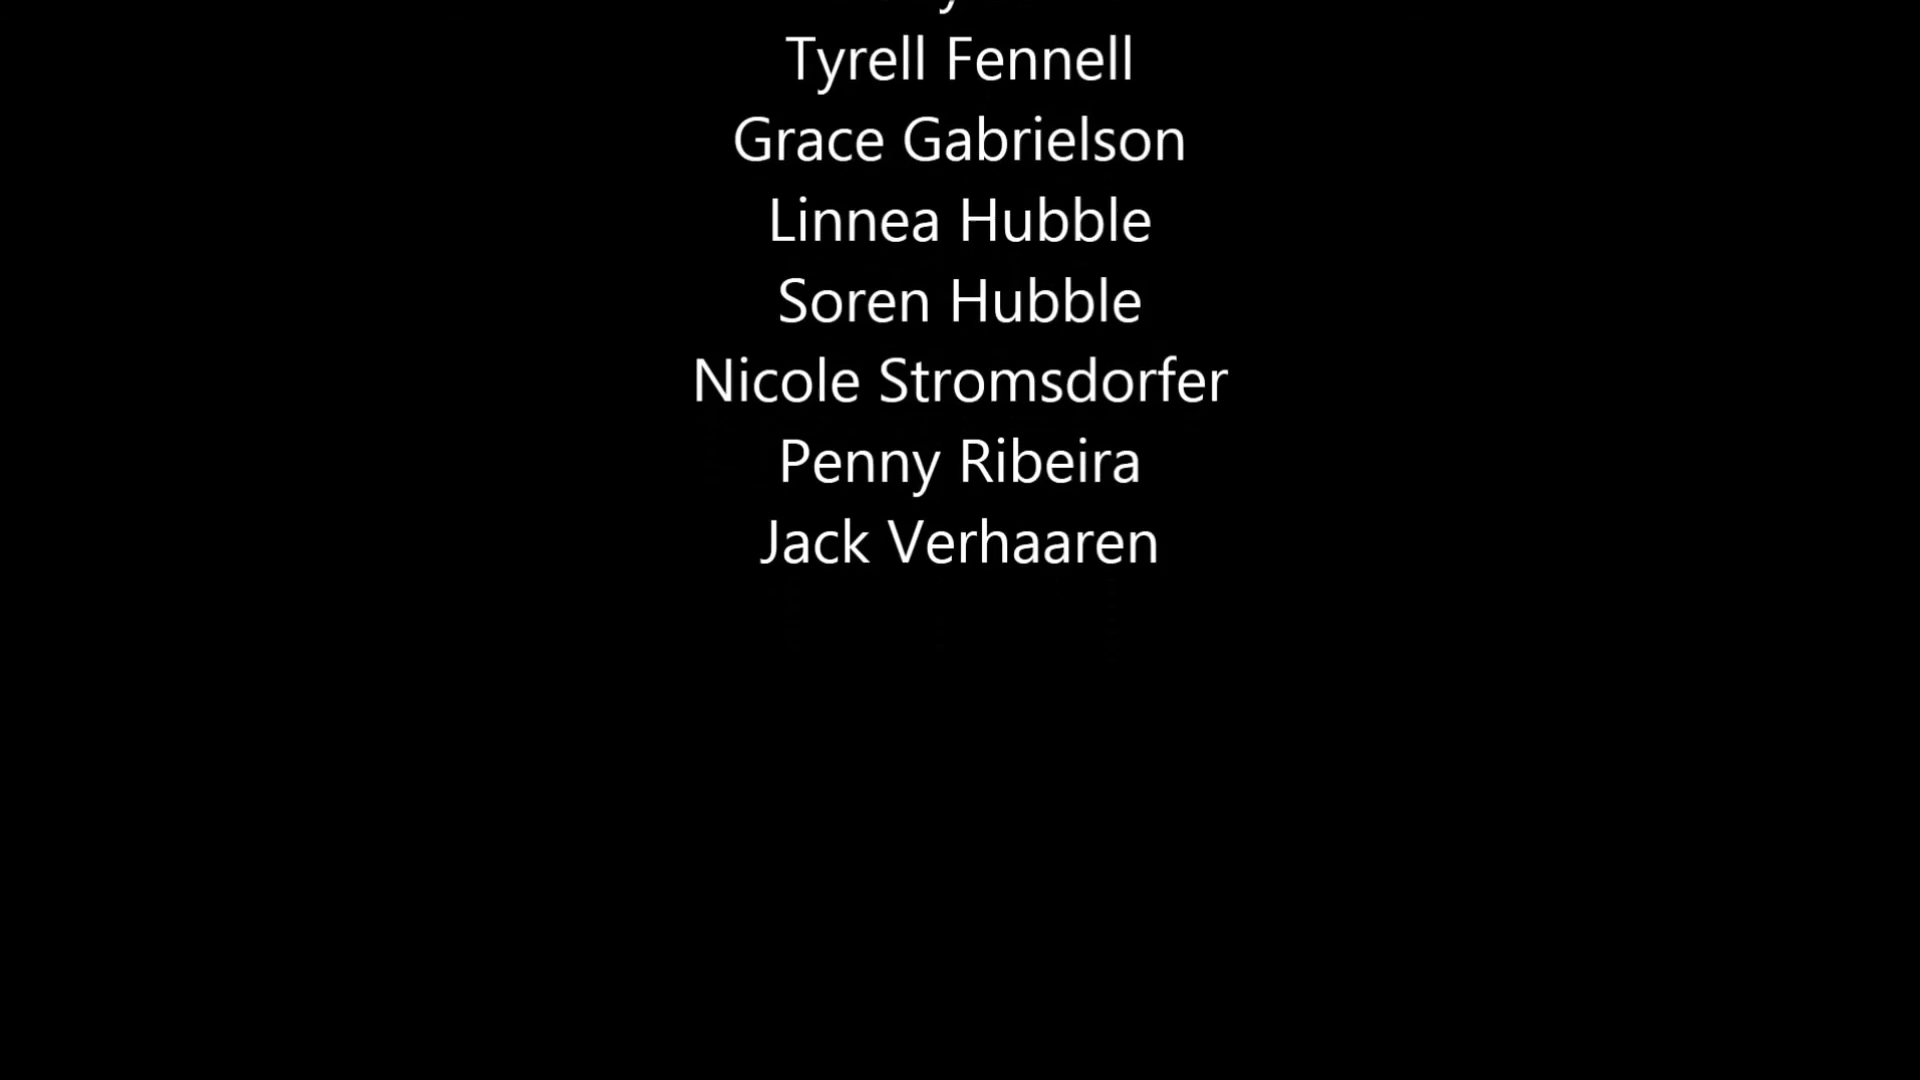 Tyrell Fennell
Grace Gabrielson
Linnea Hubble
Soren Hubble
Nicole Stromsdorfer
Penny Ribeira
Jack Verhaaren